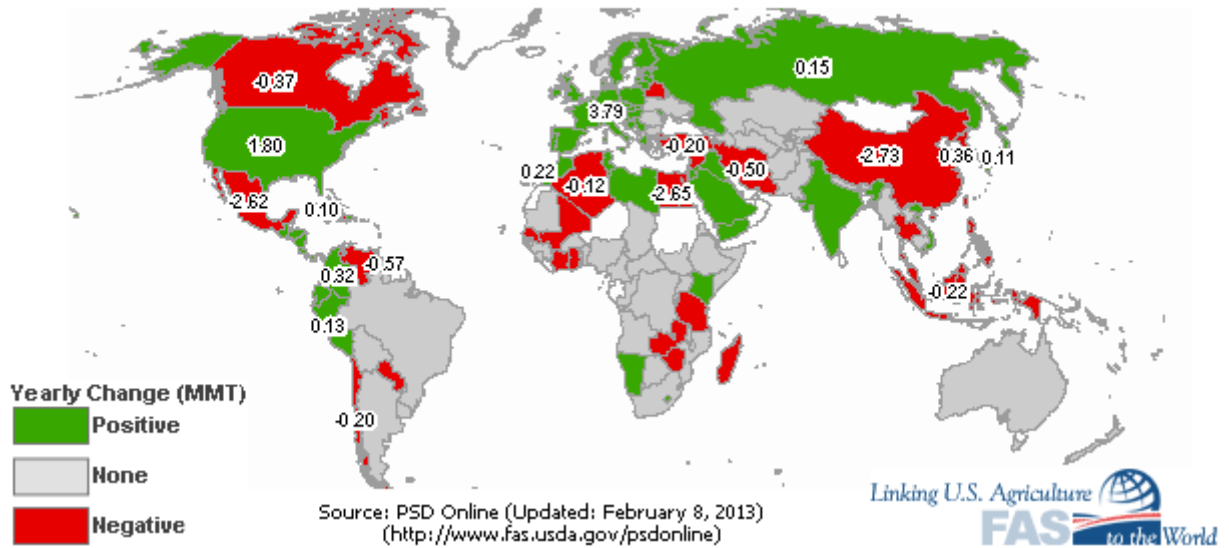 0.15
-0.37
3.79
1.80
-0.20
-2.73
0.36
0.11
0.22
-0.12
-2.65
-0.50
-2.62
0.10
0.32
-0.57
-0.22
0.13
-0.20
Yearly Change (MMT)
Positive
None
Negative
Source: PSD Online (Updated: February 8, 2013)
(http://www.fas.usda.gov/psdonline)
Linking U.S. Agriculture
FAS
to the World